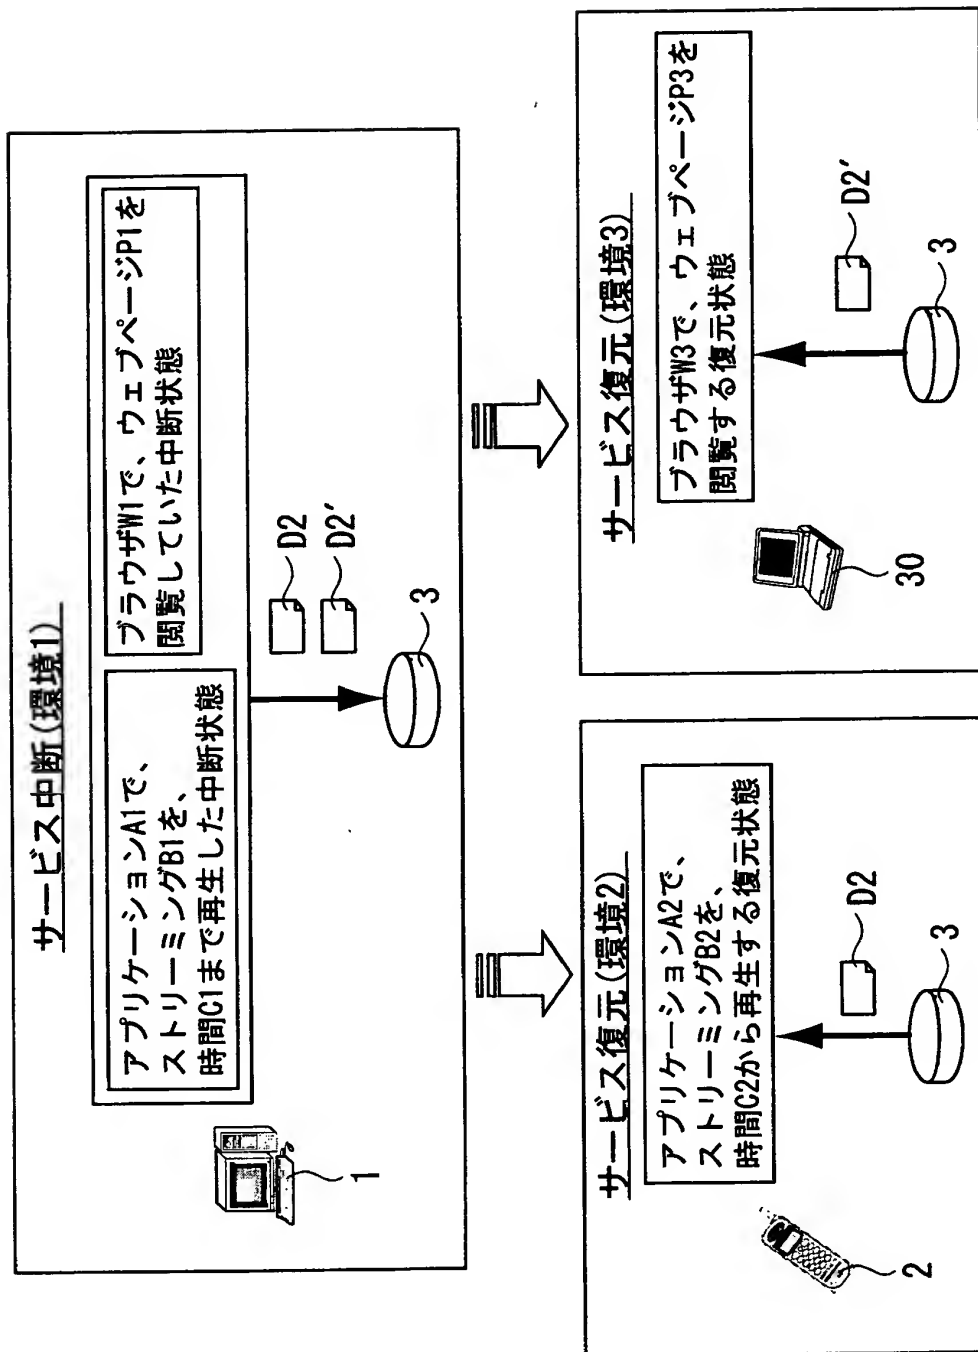 サービス中断(環境1)
アプリケーションA1で、
ストリーミングB1を、
時間C1まで再生した中断状態
ブラウザW1で、ウェブページP1を
閲覧していた中断状態
1
D2
D2′
3
サービス復元(環境2)
アプリケーションA2で、
ストリーミングB2を、
時間C2から再生する復元状態
2
D2
3
サービス復元(環境3)
ブラウザW3で、ウェブページP3を
閲覧する復元状態
30
D2′
3